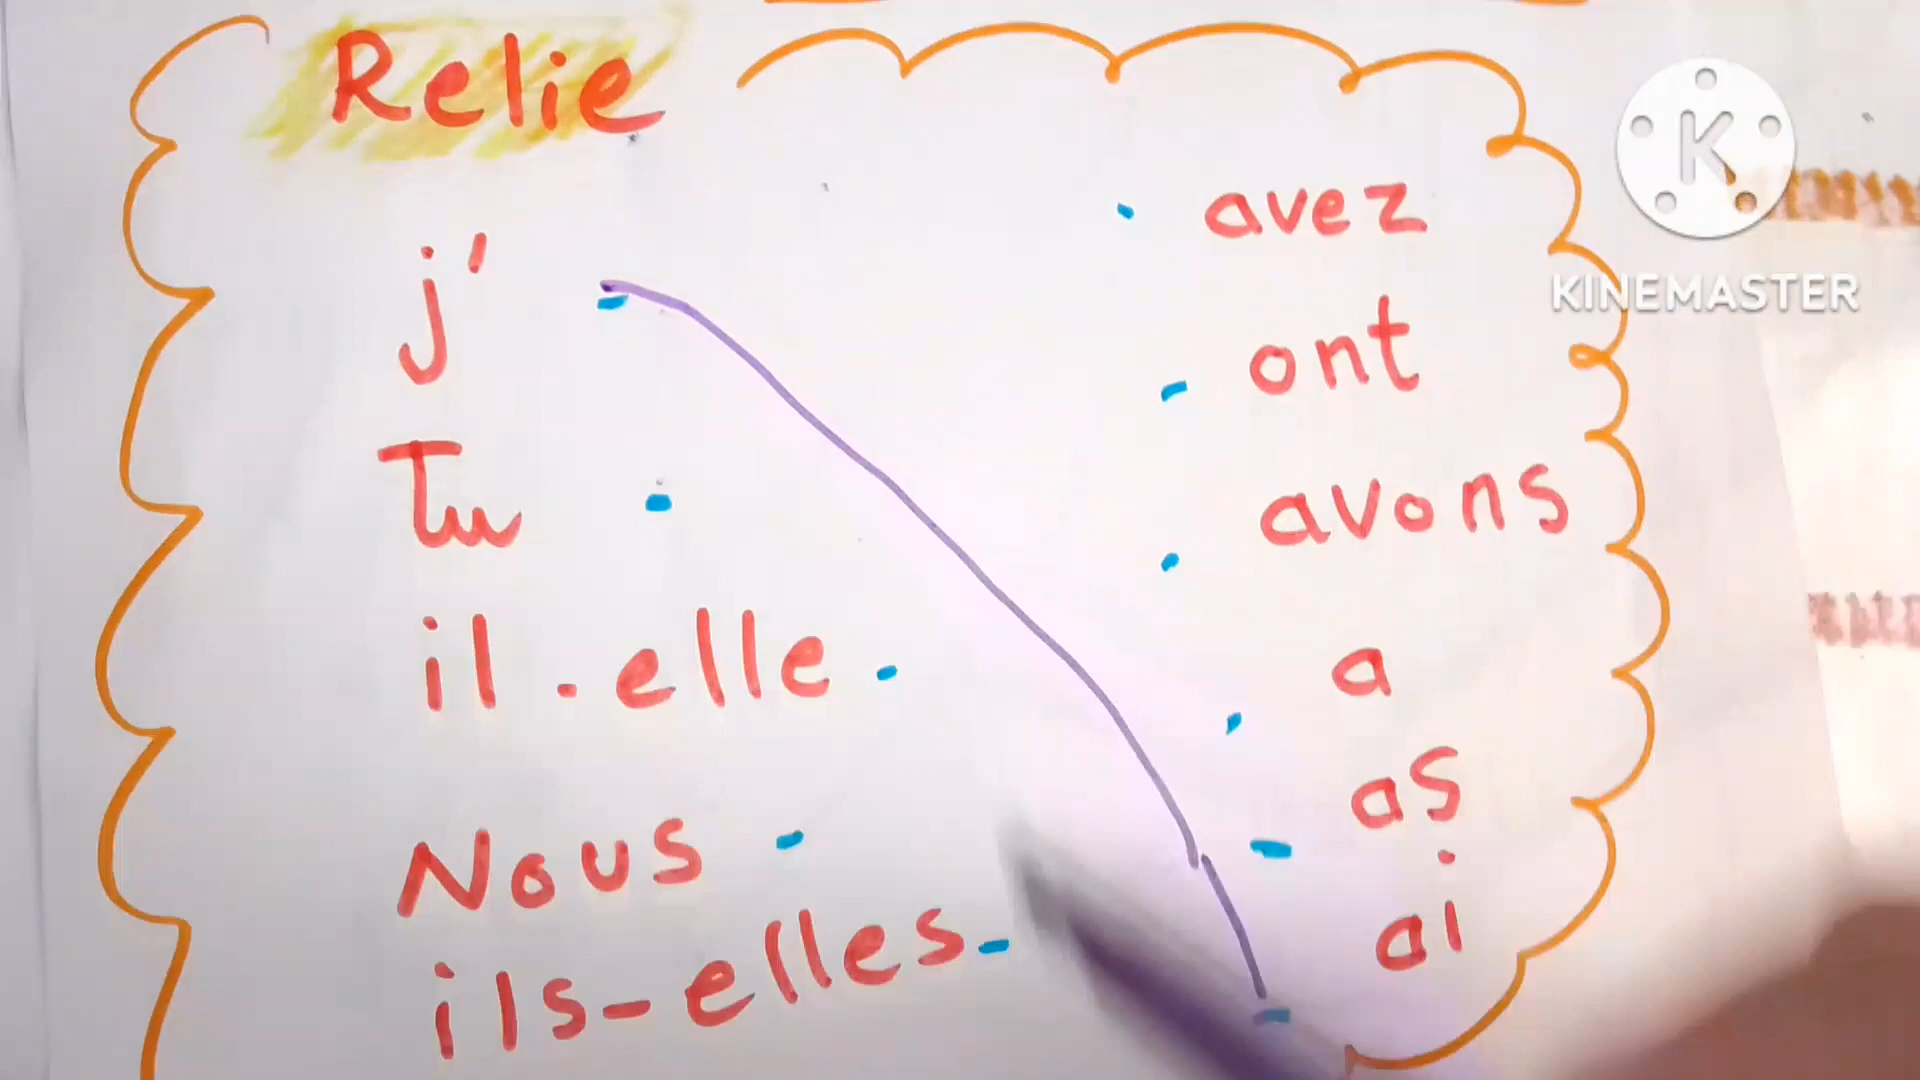 Relie
j'
Tu
il . elle
Nous
ils - elles
avez
ont
avons
a
as
ai
K
KINEMASTER